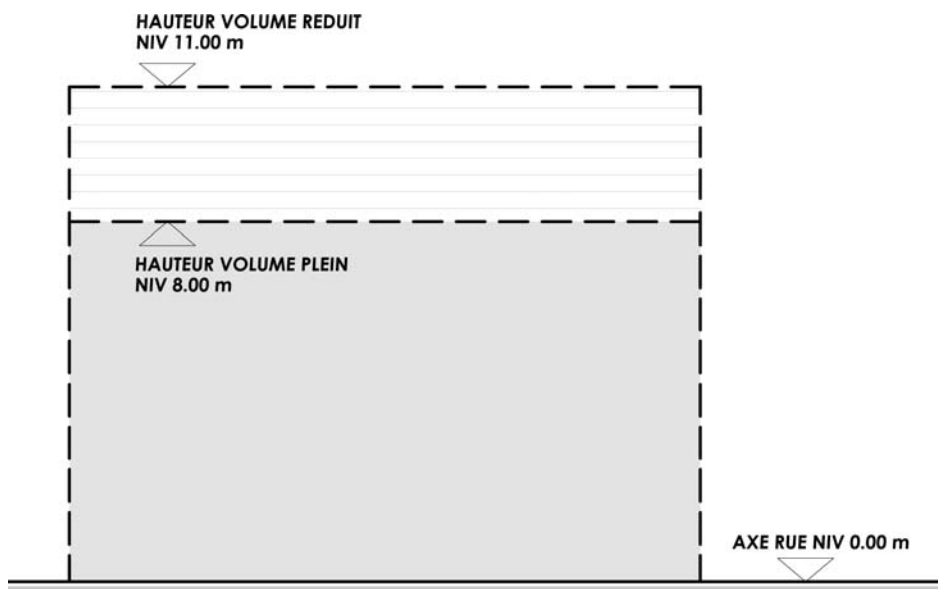 HAUTEUR VOLUME REDUIT
NIV 11.00 m
HAUTEUR VOLUME PLEIN
NIV 8.00 m
AXE RUE NIV 0.00 m